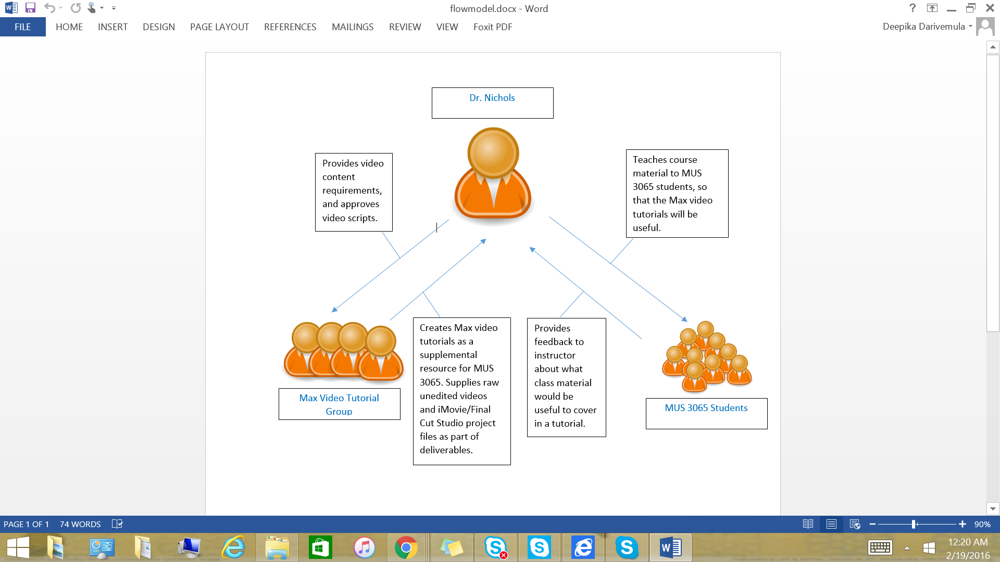 flowmodel.docx - Word
?
FILE HOME INSERT DESIGN PAGE LAYOUT REFERENCES MAILINGS REVIEW VIEW Foxit PDF
Deepika Darivemula
Dr. Nichols
Provides video
content
requirements,
and approves
video scripts.
Teaches course
material to MUS
3065 students, so
that the Max video
tutorials will be
useful.
Max Video Tutorial
Group
Creates Max video
tutorials as a
supplemental
resource for MUS
3065. Supplies raw
unedited videos
and iMovie/Final
Cut Studio project
files as part of
deliverables.
Provides
feedback to
instructor
about what
class material
would be
useful to cover
in a tutorial.
MUS 3065 Students
PAGE 1 OF 1 74 WORDS
90%
12:20 AM
2/19/2016